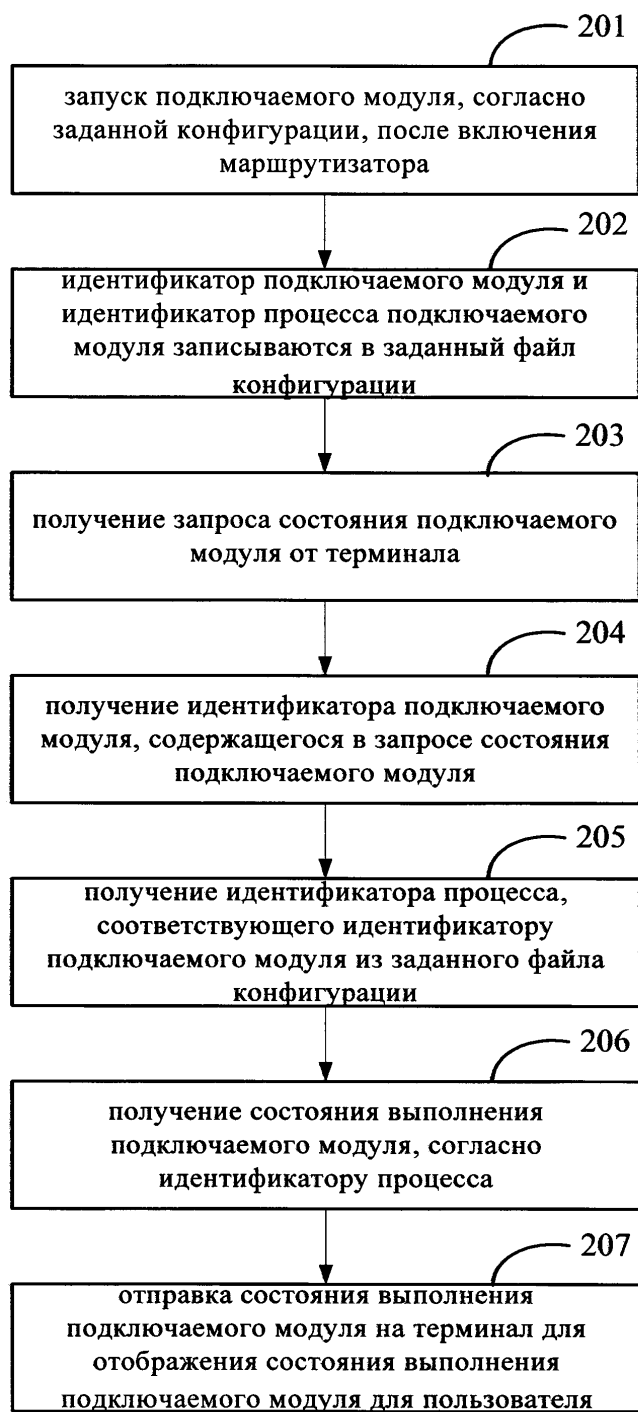 201
запуск подключаемого модуля, согласно
заданной конфигурации, после включения
маршрутизатора
202
идентификатор подключаемого модуля и
идентификатор процесса подключаемого
модуля записываются в заданный файл
конфигурации
203
получение запроса состояния подключаемого
модуля от терминала
204
получение идентификатора подключаемого
модуля, содержащегося в запросе состояния
подключаемого модуля
205
получение идентификатора процесса,
соответствующего идентификатору
подключаемого модуля из заданного файла
конфигурации
206
получение состояния выполнения
подключаемого модуля, согласно
идентификатору процесса
207
отправка состояния выполнения
подключаемого модуля на терминал для
отображения состояния выполнения
подключаемого модуля для пользователя